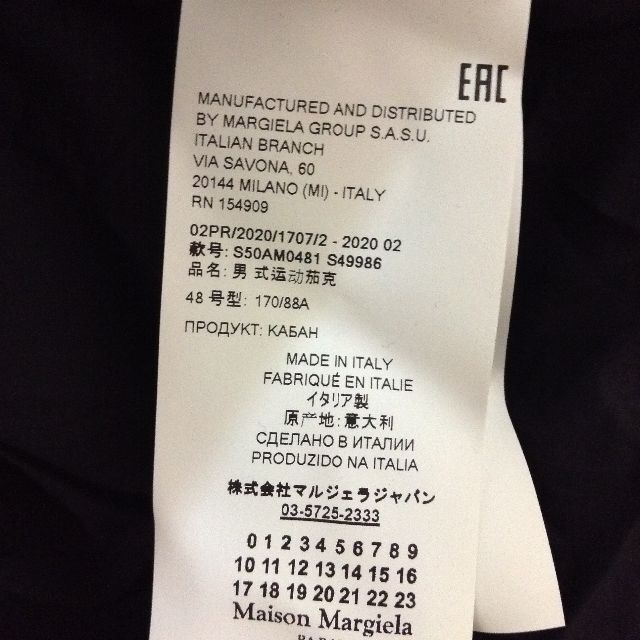 EAC
MANUFACTURED AND DISTRIBUTED
BY MARGIELA GROUP S.A.S.U.
ITALIAN BRANCH
VIA SAVONA, 60
20144 MILANO (MI) - ITALY
RN 154909
02PR/2020/1707/2 - 2020 02
款号: S50AM0481 S49986
品名: 男 式运动茄克
48 号型: 170/88A
ПРОДУКТ: КАБАН
MADE IN ITALY
FABRIQUÉ EN ITALIE
イタリア製
原产地: 意大利
СДЕЛАНО В ИТАЛИИ
PRODUZIDO NA ITALIA
株式会社マルジェラジャパン
03-5725-2333
0 1 2 3 4 5 6 7 8 9
10 11 12 13 14 15 16
17 18 19 20 21 22 23
Maison Margiela